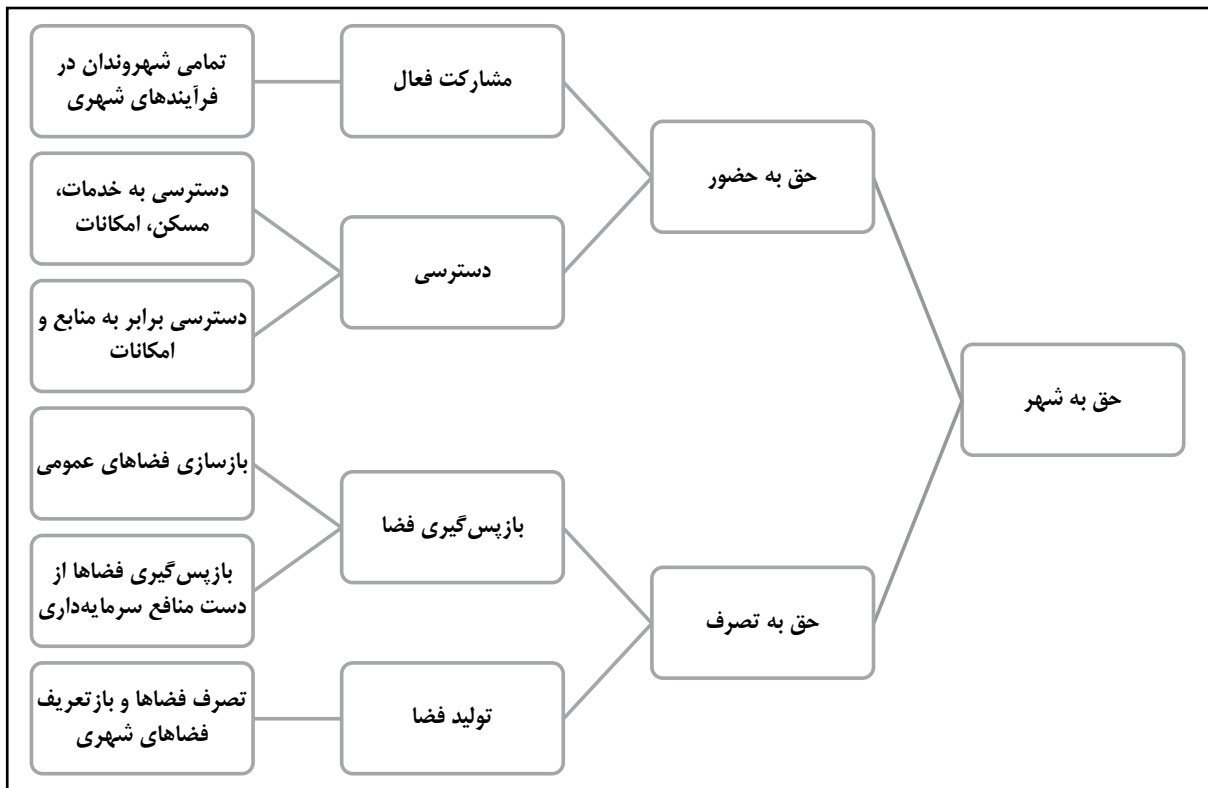 حق به شهر
حق به حضور
مشارکت فعال
تمامی شهروندان در
فرآیندهای شهری
دسترسی
دسترسی به خدمات،
مسکن، امکانات
دسترسی برابر به منابع و
امکانات
حق به تصرف
بازپس‌گیری فضا
بازسازی فضاهای عمومی
بازپس‌گیری فضاها از
دست منافع سرمایه‌داری
تولید فضا
تصرف فضاها و بازتعریف
فضاهای شهری